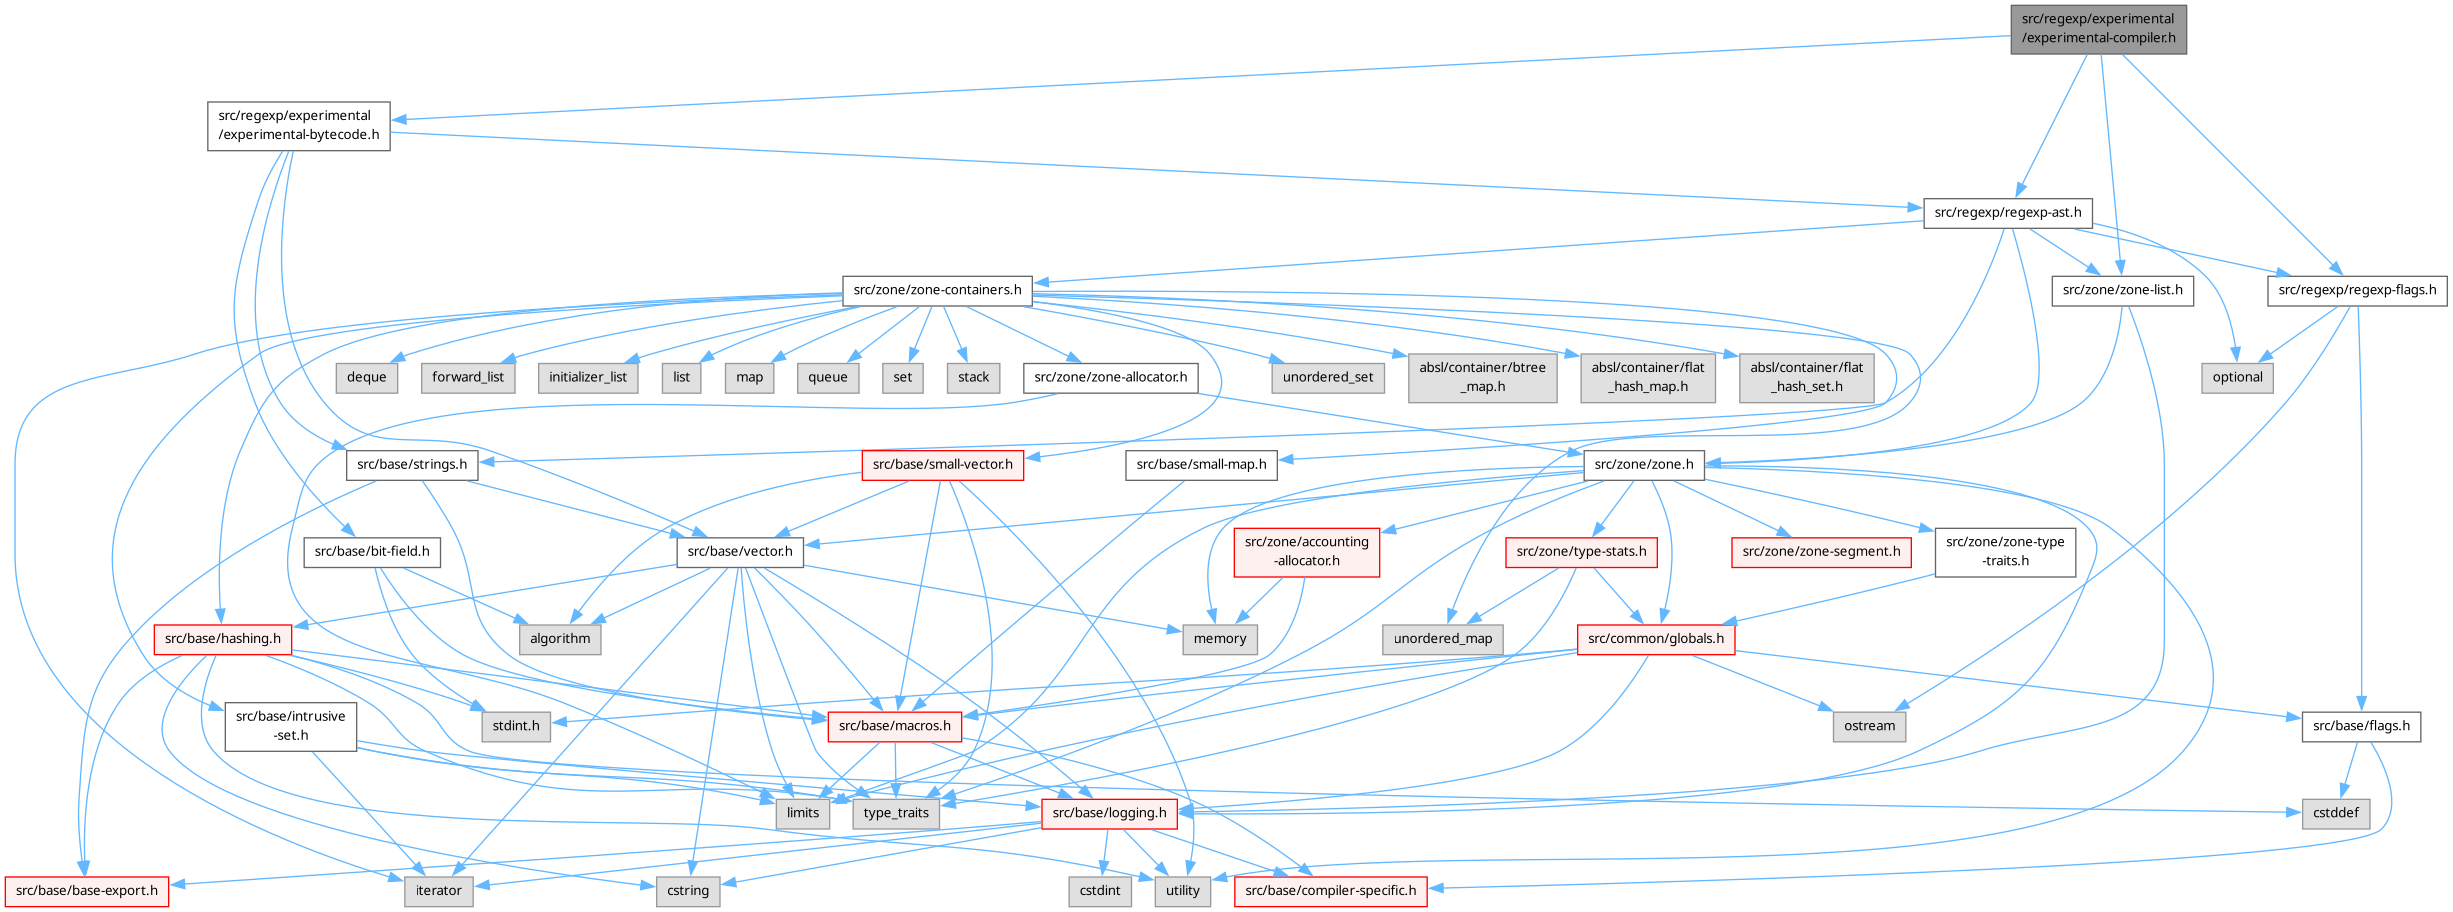 src/regexp/experimental
/experimental-compiler.h
src/regexp/experimental
/experimental-bytecode.h
src/regexp/regexp-ast.h
src/zone/zone-containers.h
src/zone/zone-list.h
src/regexp/regexp-flags.h
deque
forward_list
initializer_list
list
map
queue
set
stack
src/zone/zone-allocator.h
unordered_set
absl/container/btree
_map.h
absl/container/flat
_hash_map.h
absl/container/flat
_hash_set.h
optional
src/base/strings.h
src/base/small-vector.h
src/base/small-map.h
src/zone/zone.h
src/base/bit-field.h
src/base/vector.h
src/zone/accounting
-allocator.h
src/zone/type-stats.h
src/zone/zone-segment.h
src/zone/zone-type
-traits.h
src/base/hashing.h
algorithm
memory
unordered_map
src/common/globals.h
src/base/intrusive
-set.h
stdint.h
src/base/macros.h
ostream
src/base/flags.h
limits
type_traits
src/base/logging.h
cstddef
src/base/base-export.h
iterator
cstring
cstdint
utility
src/base/compiler-specific.h